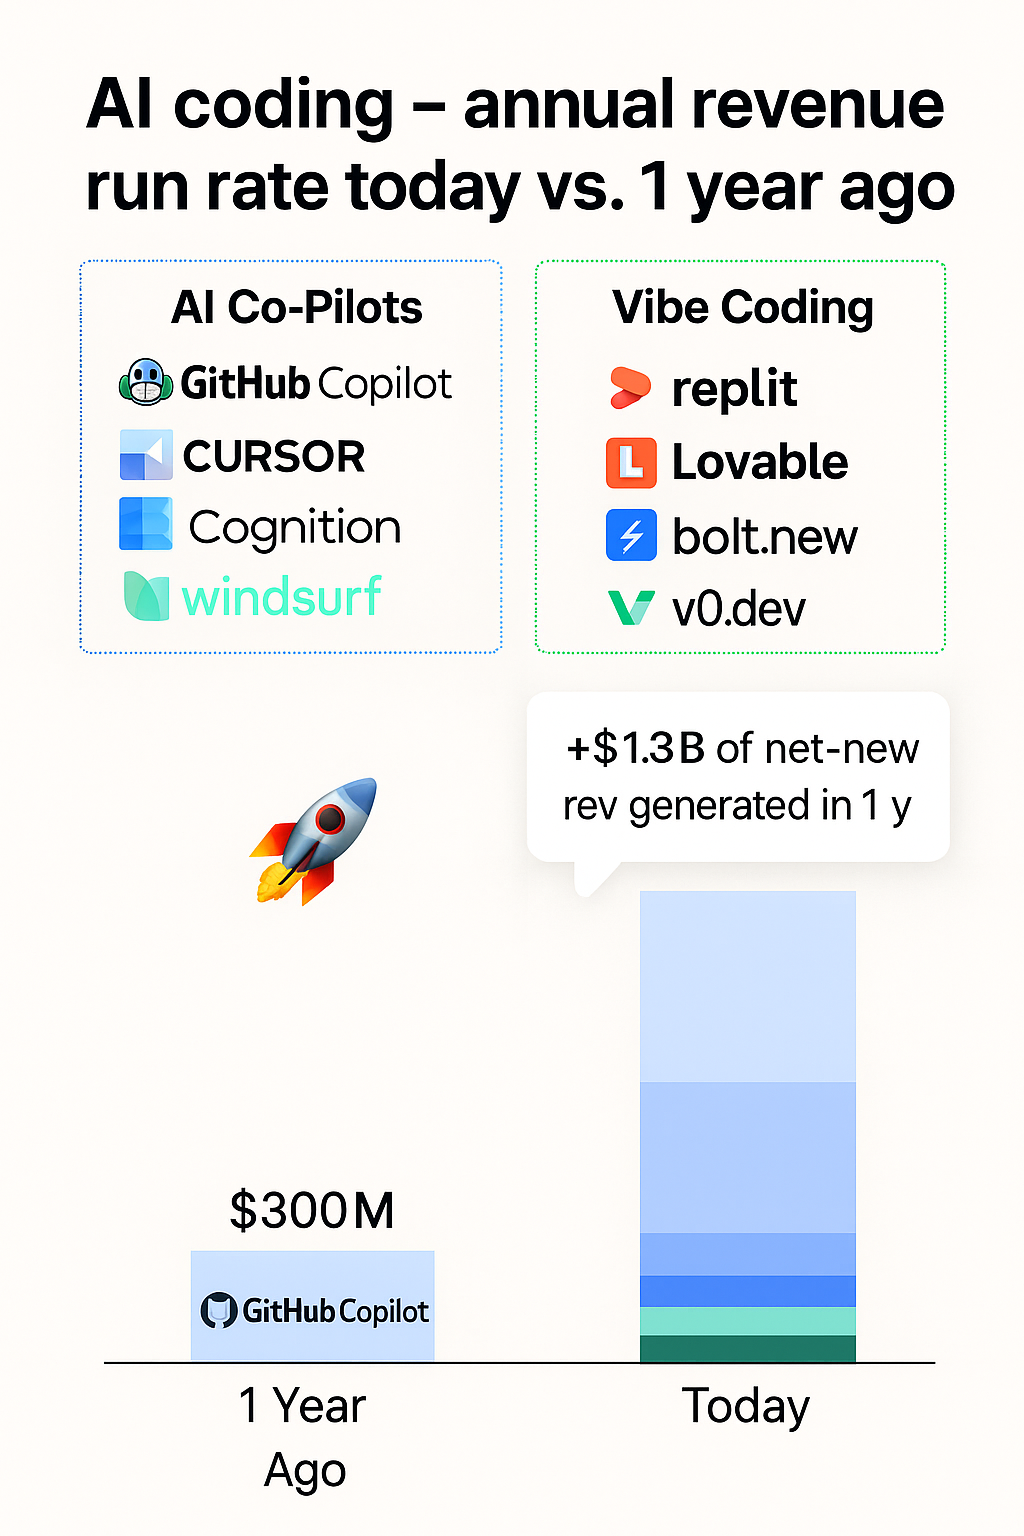 AI coding – annual revenue
run rate today vs. 1 year ago
AI Co-Pilots
GitHub Copilot
CURSOR
Cognition
windsurf
Vibe Coding
replit
L
Lovable
bolt.new
v0.dev
+$1.3B of net-new
rev generated in 1 y
$300M
GitHub Copilot
1 Year
Ago
Today